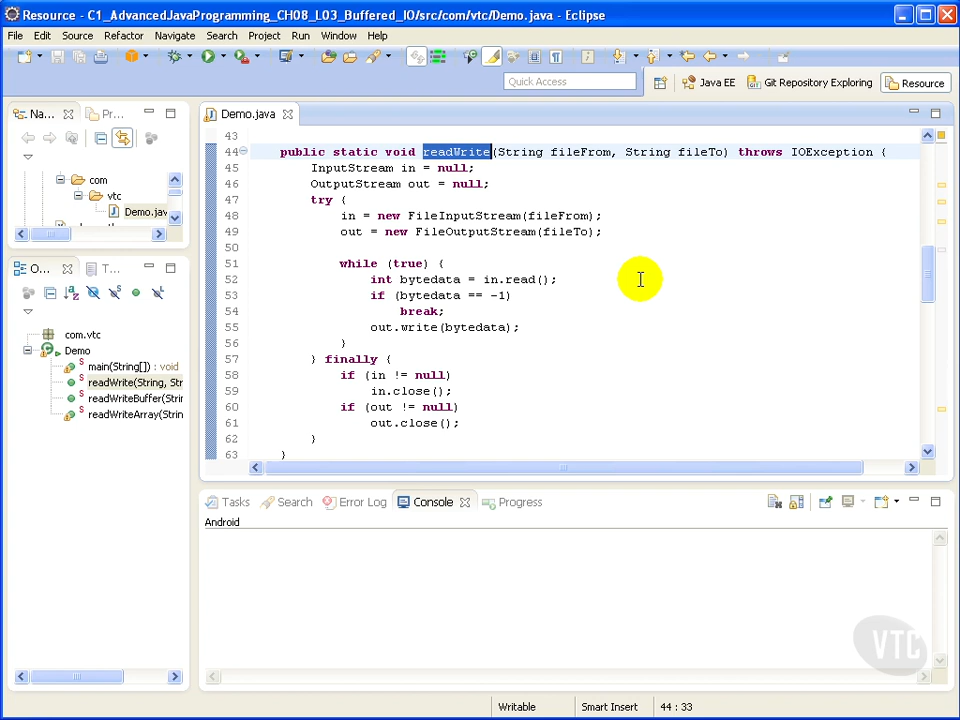 Resource - C1_AdvancedJavaProgramming_CH08_L03_Buffered_IO/src/com/vtc/Demo.java - Eclipse
File Edit Source Refactor Navigate Search Project Run Window Help
Quick Access
Java EE
Git Repository Exploring
Resource
Na...
Pr...
com
vtc
Demo.jav
O...
T...
com.vtc
Demo
main(String[]) : void
readWrite(String, Str
readWriteBuffer(Stri
readWriteArray(String
Demo.java
43
44 public static void readWrite(String fileFrom, String fileTo) throws IOException {
45 InputStream in = null;
46 OutputStream out = null;
47 try {
48 in = new FileInputStream(fileFrom);
49 out = new FileOutputStream(fileTo);
50
51 while (true) {
52 int bytedata = in.read();
53 if (bytedata == -1)
54 break;
55 out.write(bytedata);
56 }
57 } finally {
58 if (in != null)
59 in.close();
60 if (out != null)
61 out.close();
62 }
63 }
Tasks
Search
Error Log
Console
Progress
Android
VTC
Writable
Smart Insert
44 : 33